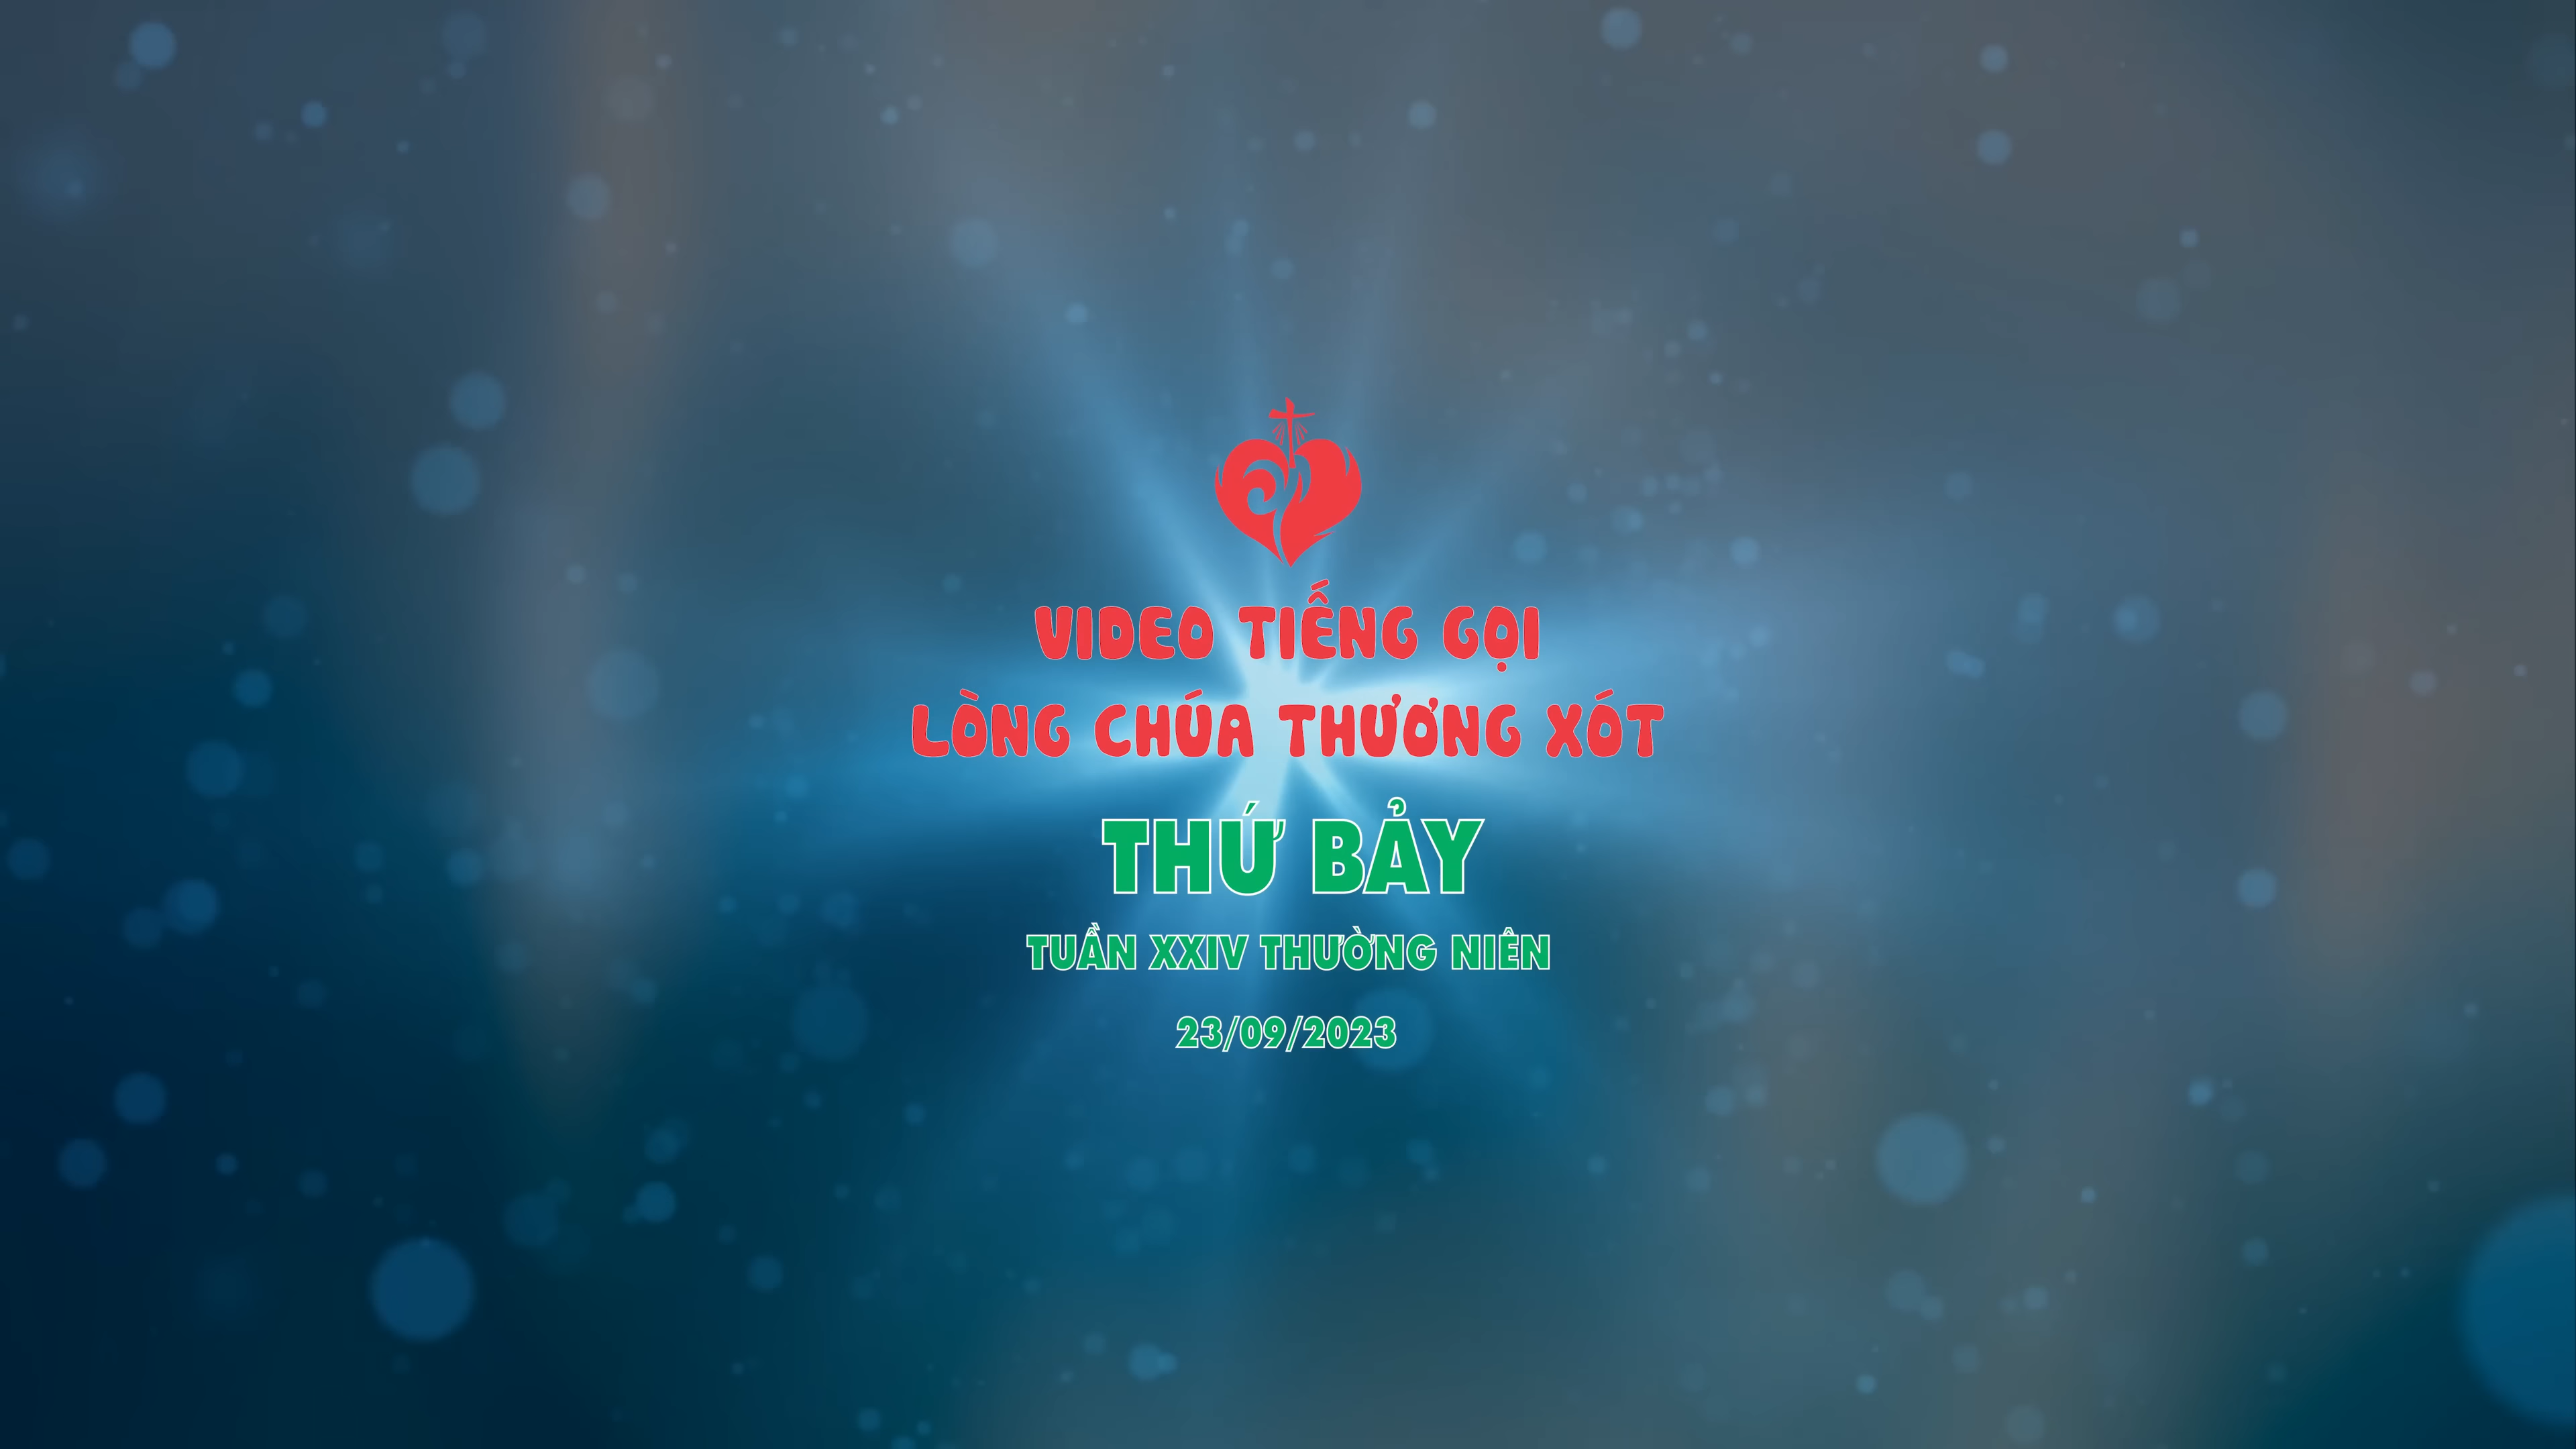 VIDEO TIẾNG GỌI
LÒNG CHÚA THƯƠNG XÓT
THỨ BẢY
TUẦN XXIV THƯỜNG NIÊN
23/09/2023